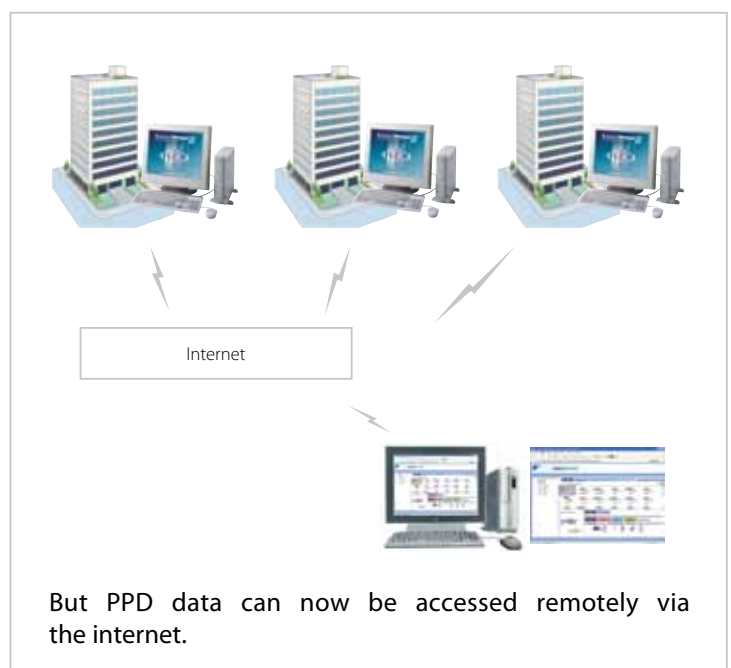 Internet
But PPD data can now be accessed remotely via
the internet.